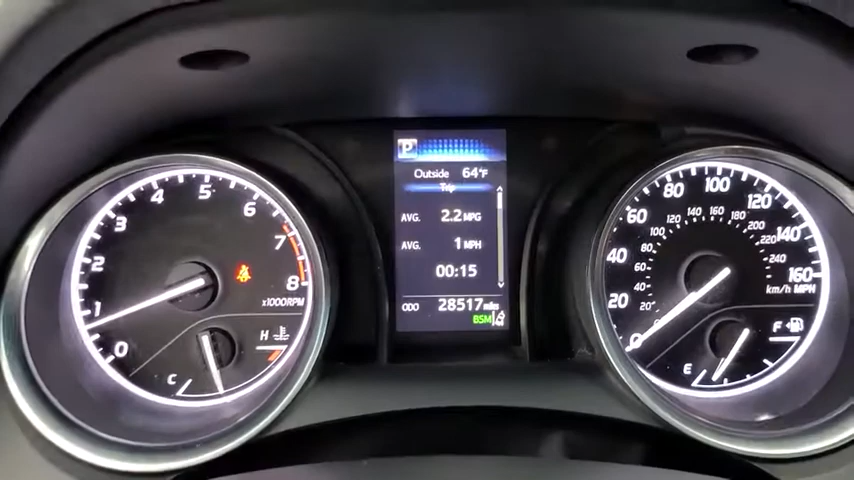 P
Outside 64°F
Trip
AVG. 2.2 MPG
AVG. 1 MPH
00:15
ODO 28517 miles
BSM
0 1 2 3 4 5 6 7 8
x1000RPM
H
C
0 20 40 60 80 100 120 140 160
20 40 60 80 100 120 140 160 180 200 220 240
km/h MPH
F
E